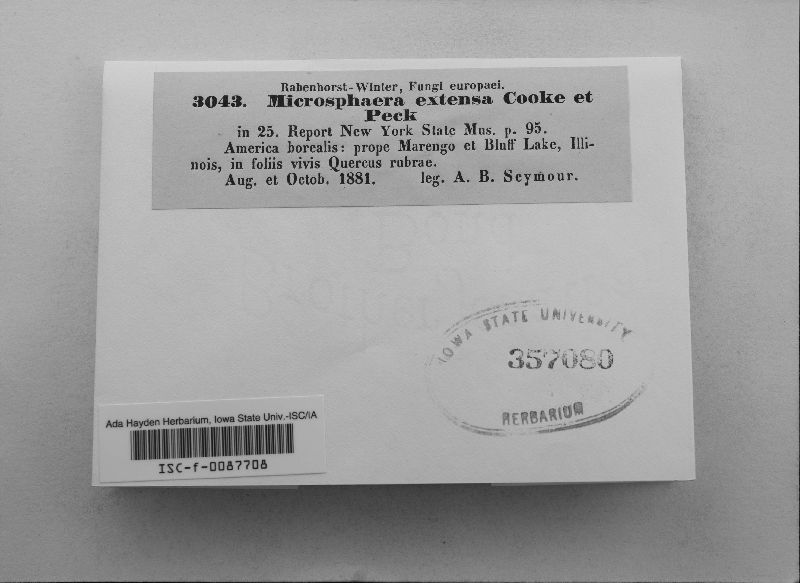 Rabenhorst-Winter, Fungi europaei.
3043. Microsphaera extensa Cooke et
Peck
in 25. Report New York State Mus. p. 95.
America borealis: prope Marengo et Bluff Lake, Illi-
nois, in foliis vivis Quercus rubrae.
Aug. et Octob. 1881. leg. A. B. Seymour.
IOWA STATE UNIVERSITY
357080
HERBARIUM
Ada Hayden Herbarium, Iowa State Univ.-ISC/IA
ISC-f-0087708